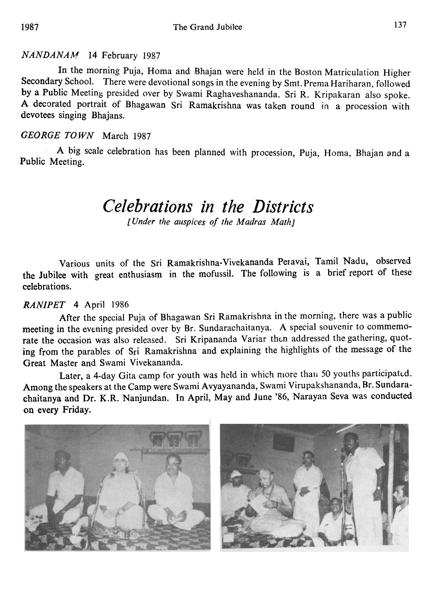 1987 The Grand Jubilee 137
NANDANAM 14 February 1987
In the morning Puja, Homa and Bhajan were held in the Boston Matriculation Higher
Secondary School. There were devotional songs in the evening by Smt. Prema Hariharan, followed
by a Public Meeting presided over by Swami Raghaveshananda. Sri R. Kripakaran also spoke.
A decorated portrait of Bhagawan Sri Ramakrishna was taken round in a procession with
devotees singing Bhajans.
GEORGE TOWN March 1987
A big scale celebration has been planned with procession, Puja, Homa, Bhajan and a
Public Meeting.
Celebrations in the Districts
[Under the auspices of the Madras Math]
Various units of the Sri Ramakrishna-Vivekananda Peravai, Tamil Nadu, observed
the Jubilee with great enthusiasm in the mofussil. The following is a brief report of these
celebrations.
RANIPET 4 April 1986
After the special Puja of Bhagawan Sri Ramakrishna in the morning, there was a public
meeting in the evening presided over by Br. Sundarachaitanya. A special souvenir to commemo-
rate the occasion was also released. Sri Kripananda Variar then addressed the gathering, quot-
ing from the parables of Sri Ramakrishna and explaining the highlights of the message of the
Great Master and Swami Vivekananda.
Later, a 4-day Gita camp for youth was held in which more than 50 youths participated.
Among the speakers at the Camp were Swami Avyayananda, Swami Virupakshananda, Br. Sundara-
chaitanya and Dr. K.R. Nanjundan. In April, May and June '86, Narayan Seva was conducted
on every Friday.